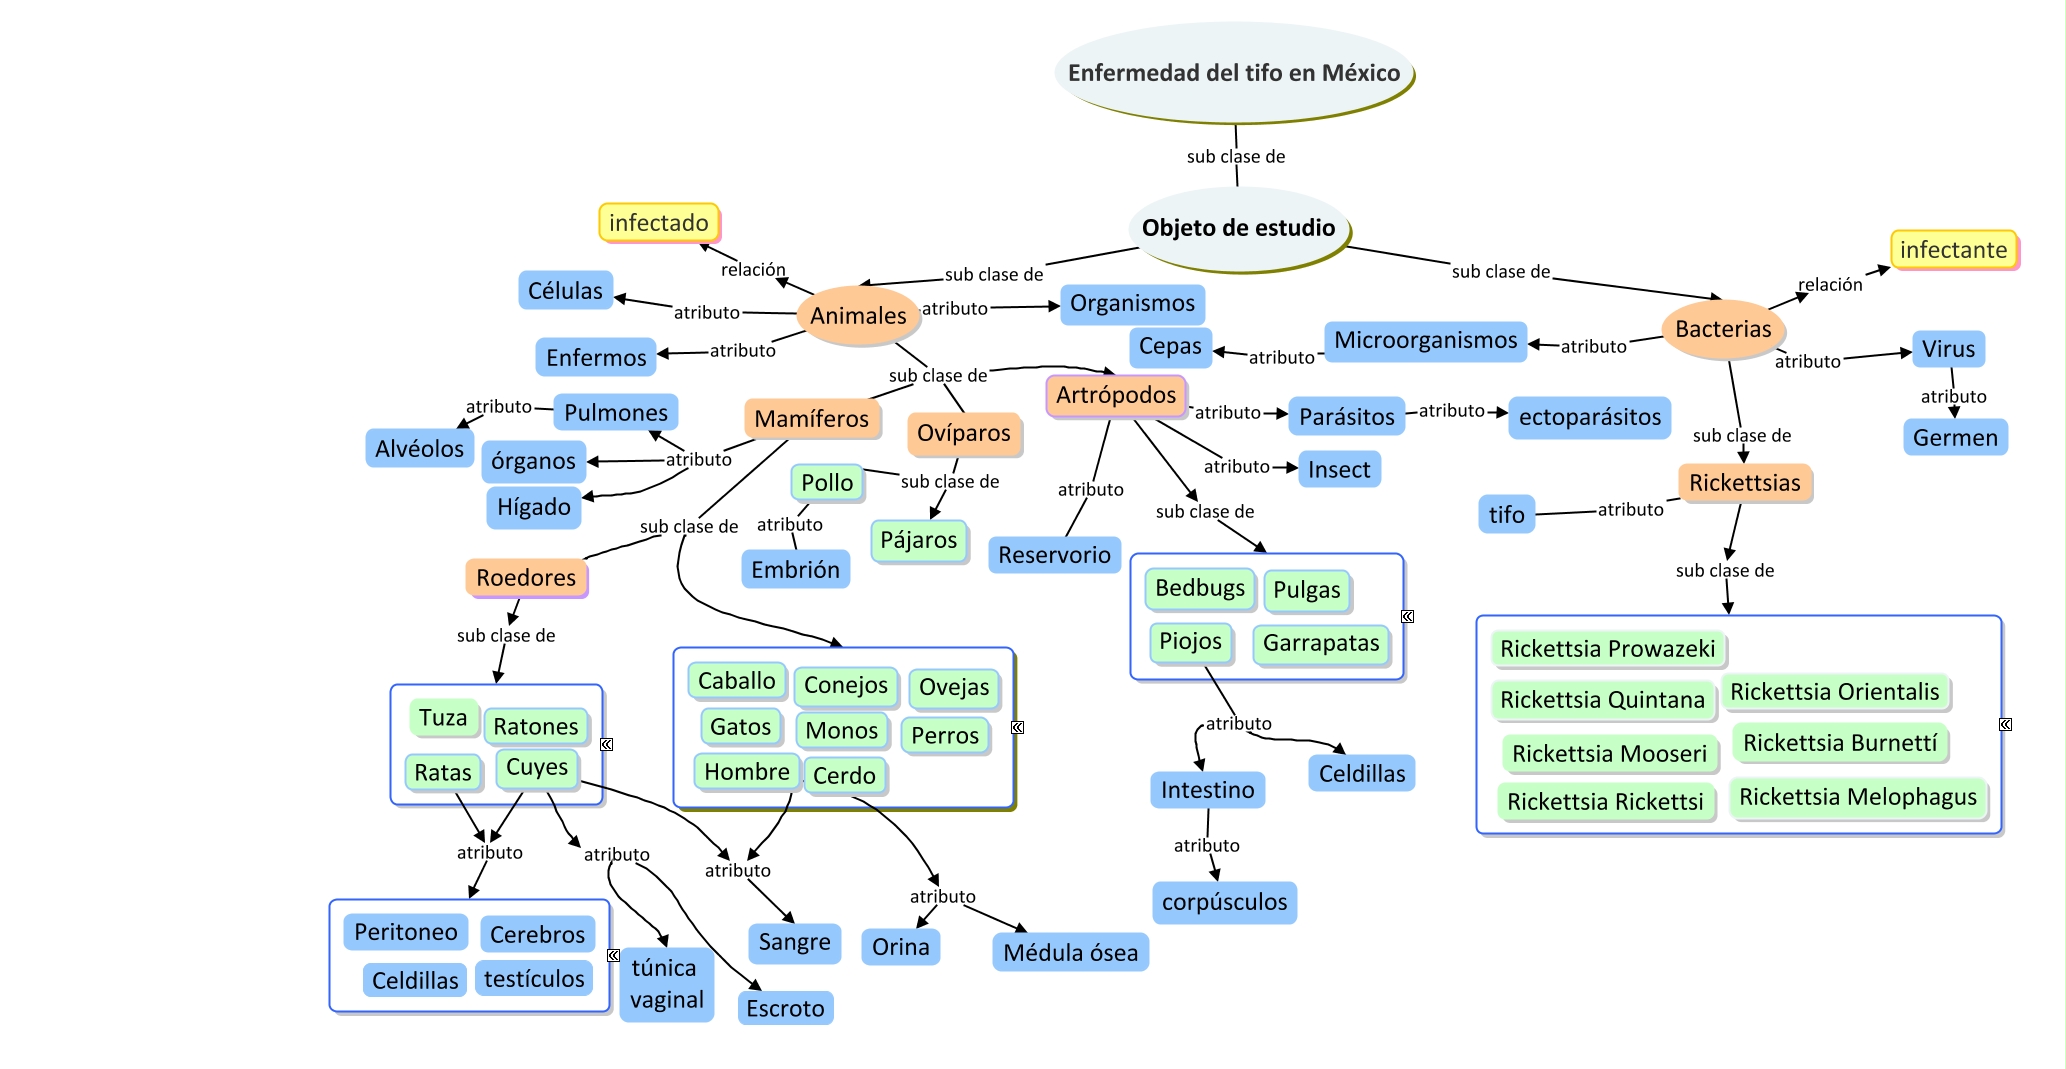 Enfermedad del tifo en México
sub clase de
Objeto de estudio
infectado
relación
sub clase de
sub clase de
infectante
relación
Células
atributo
Animales
atributo
Organismos
Enfermos
atributo
Cepas
atributo
Microorganismos
atributo
Bacterias
atributo
Virus
atributo
Germen
sub clase de
Pulmones
atributo
Alvéolos
órganos
atributo
Hígado
Mamíferos
Ovíparos
Artrópodos
atributo
Parásitos
atributo
ectoparásitos
atributo
Insect
sub clase de
Rickettsias
tifo
atributo
Pollo
sub clase de
atributo
Pájaros
Embrión
atributo
Reservorio
sub clase de
sub clase de
Roedores
sub clase de
sub clase de
Bedbugs
Pulgas
Piojos
Garrapatas
Rickettsia Prowazeki
Rickettsia Quintana
Rickettsia Orientalis
Rickettsia Mooseri
Rickettsia Burnettí
Rickettsia Rickettsi
Rickettsia Melophagus
Tuza
Ratones
Ratas
Cuyes
Caballo
Conejos
Ovejas
Gatos
Monos
Perros
Hombre
Cerdo
atributo
Intestino
Celdillas
atributo
corpúsculos
atributo
atributo
atributo
atributo
Peritoneo
Cerebros
Celdillas
testículos
túnica
vaginal
Escroto
Sangre
Orina
Médula ósea